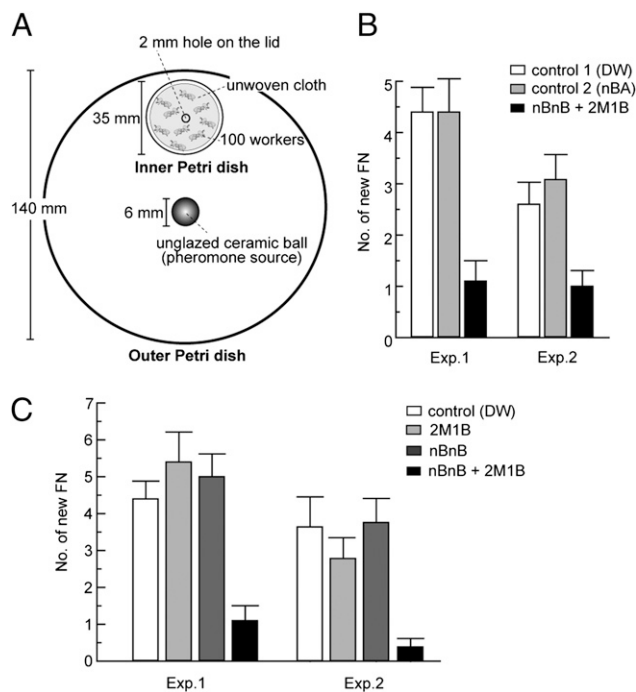 A
2 mm hole on the lid
unwoven cloth
35 mm
100 workers
Inner Petri dish
140 mm
6 mm
unglazed ceramic ball
(pheromone source)
Outer Petri dish
B
control 1 (DW)
control 2 (nBA)
nBnB + 2M1B
No. of new FN
5
4
3
2
1
0
Exp.1
Exp.2
C
control (DW)
2M1B
nBnB
nBnB + 2M1B
No. of new FN
7
6
5
4
3
2
1
0
Exp.1
Exp.2